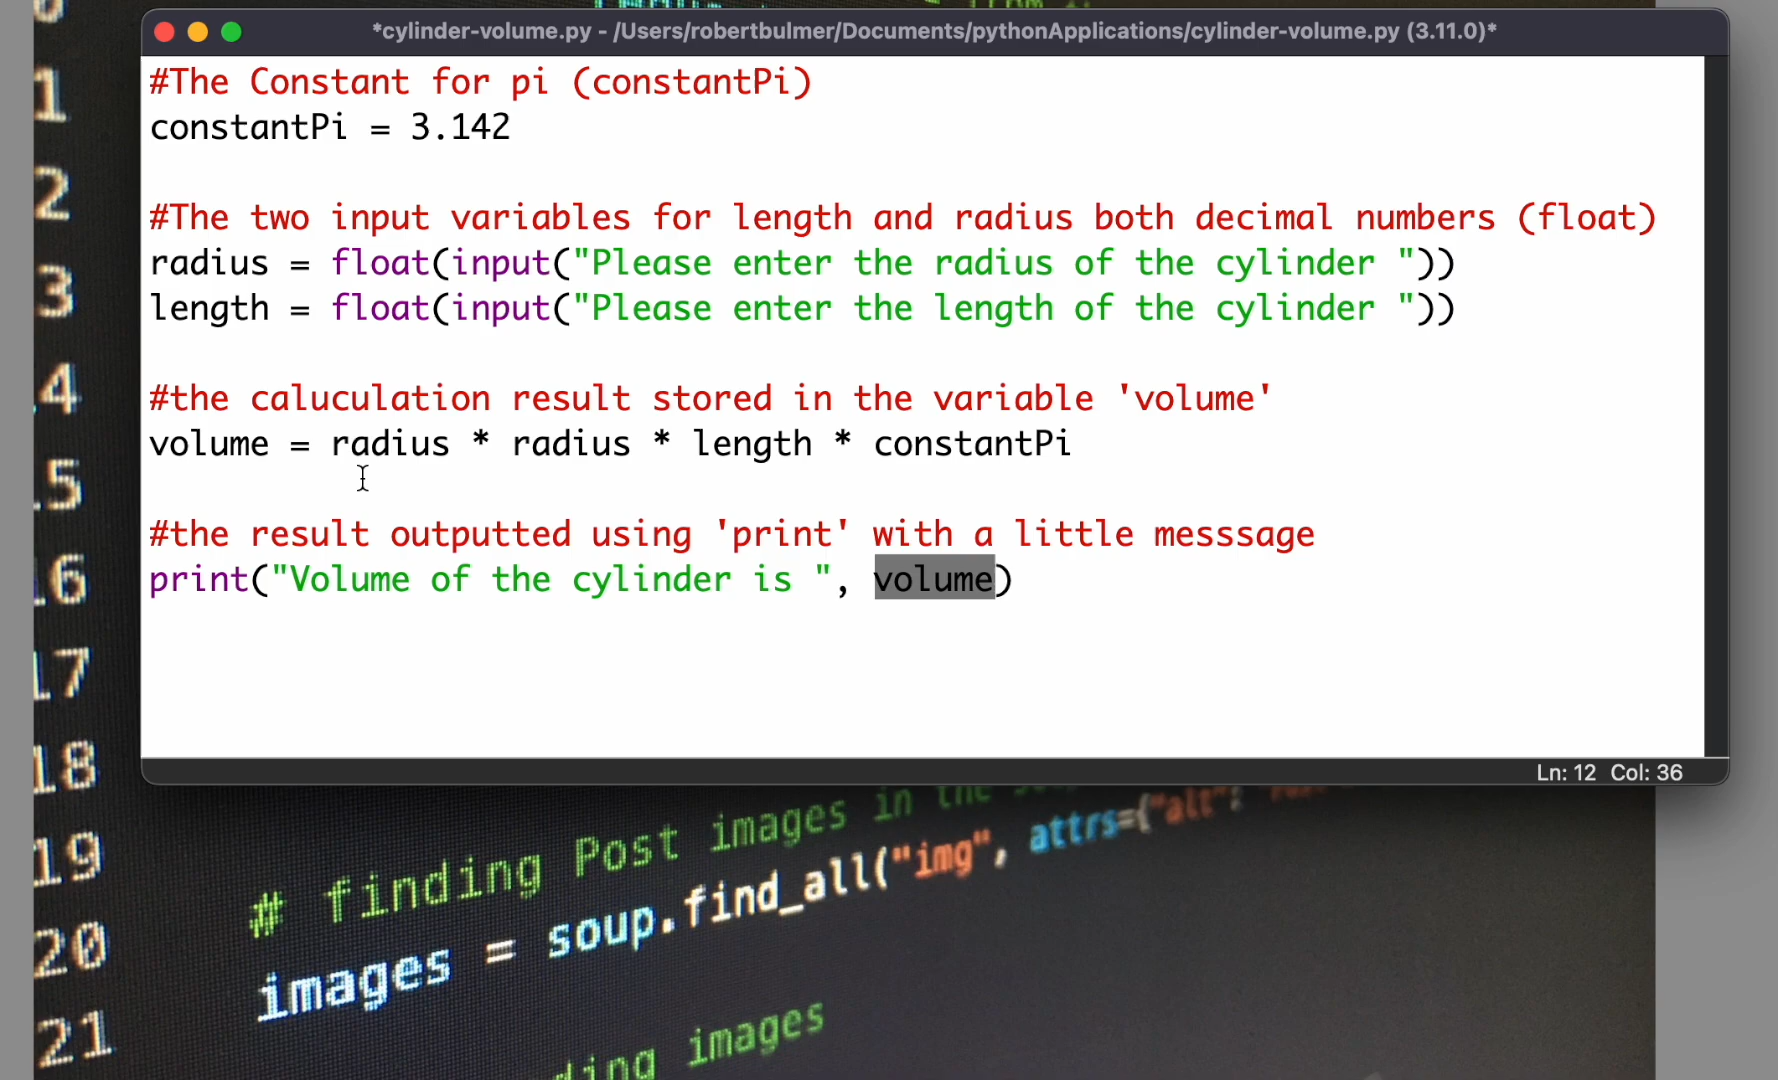 *cylinder-volume.py - /Users/robertbulmer/Documents/pythonApplications/cylinder-volume.py (3.11.0)*
#The Constant for pi (constantPi)
constantPi = 3.142
#The two input variables for length and radius both decimal numbers (float)
radius = float(input("Please enter the radius of the cylinder "))
length = float(input("Please enter the length of the cylinder "))
#the caluculation result stored in the variable 'volume'
volume = radius * radius * length * constantPi
#the result outputted using 'print' with a little messsage
print("Volume of the cylinder is ", volume)
Ln: 12 Col: 36
1
2
3
4
5
6
17
18
19
# finding Post images in the
20
images = soup.find_all("img", attrs={"alt":
21
images